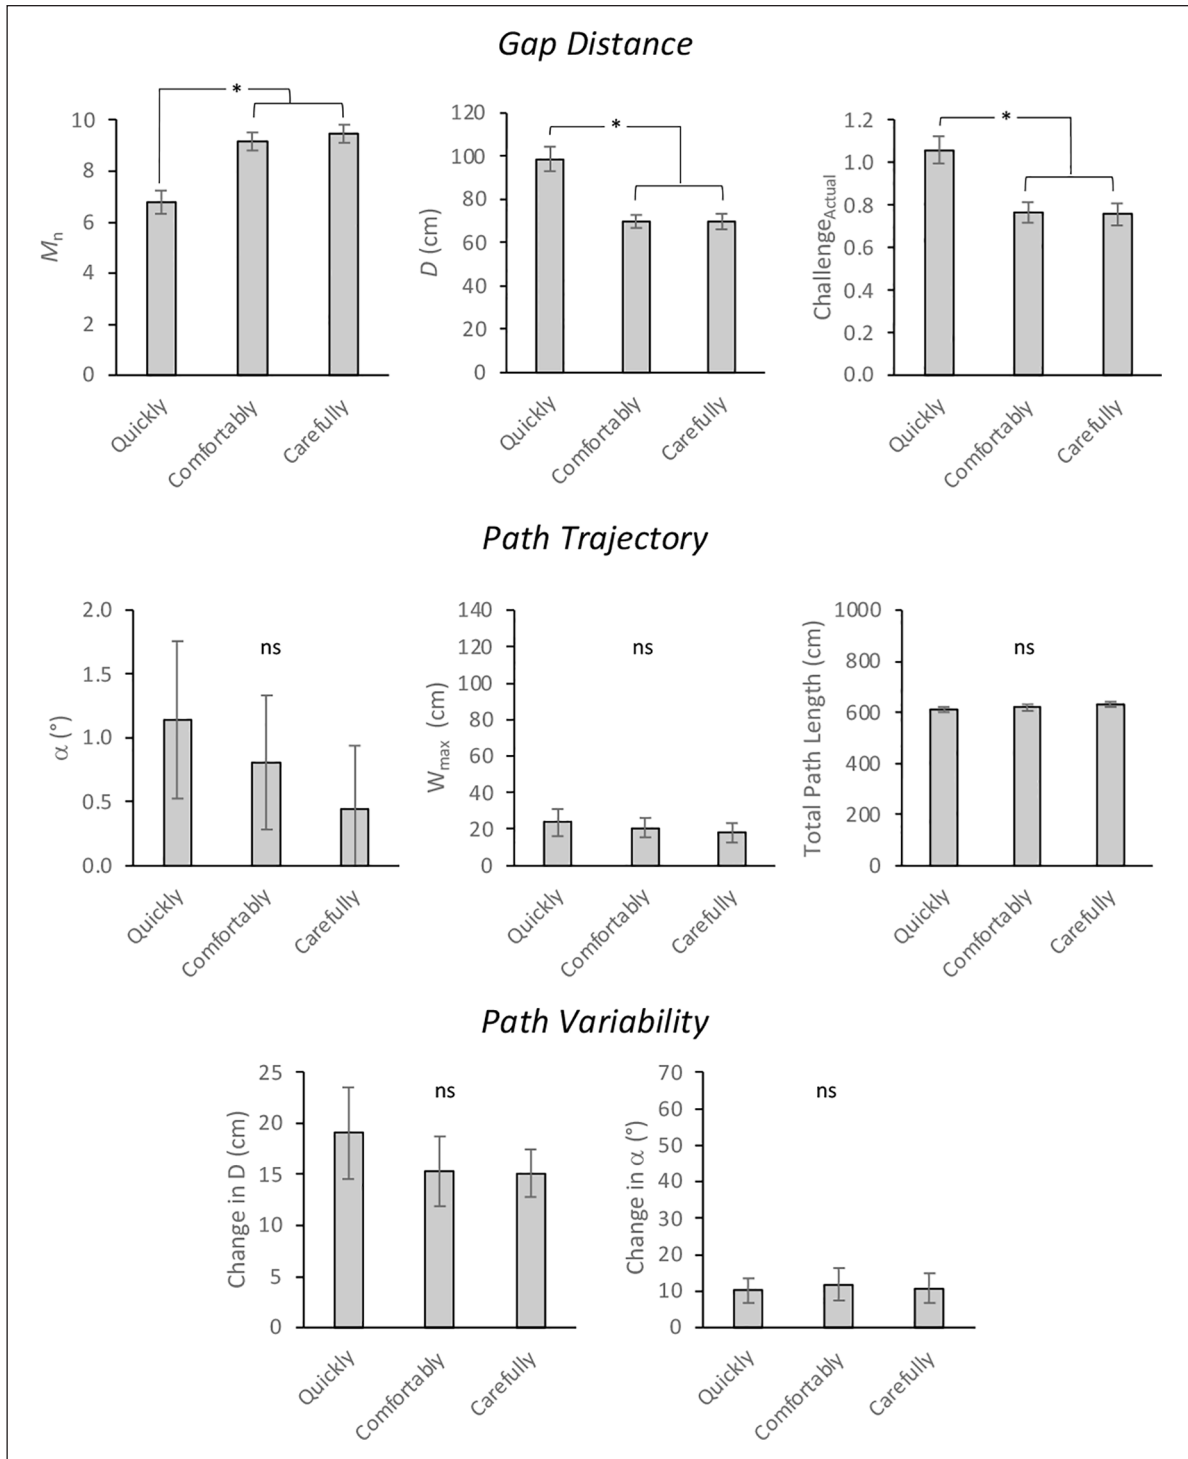 Gap Distance
*
10
8
6
4
2
0
Mn
Quickly
Comfortably
Carefully
*
120
100
80
60
40
20
0
D (cm)
Quickly
Comfortably
Carefully
*
1.2
1.0
0.8
0.6
0.4
0.2
0.0
ChallengeActual
Quickly
Comfortably
Carefully
Path Trajectory
ns
2.0
1.5
1.0
0.5
0.0
α (°)
Quickly
Comfortably
Carefully
ns
140
120
100
80
60
40
20
0
Wmax (cm)
Quickly
Comfortably
Carefully
ns
1000
800
600
400
200
0
Total Path Length (cm)
Quickly
Comfortably
Carefully
Path Variability
ns
25
20
15
10
5
0
Change in D (cm)
Quickly
Comfortably
Carefully
ns
70
60
50
40
30
20
10
0
Change in α (°)
Quickly
Comfortably
Carefully